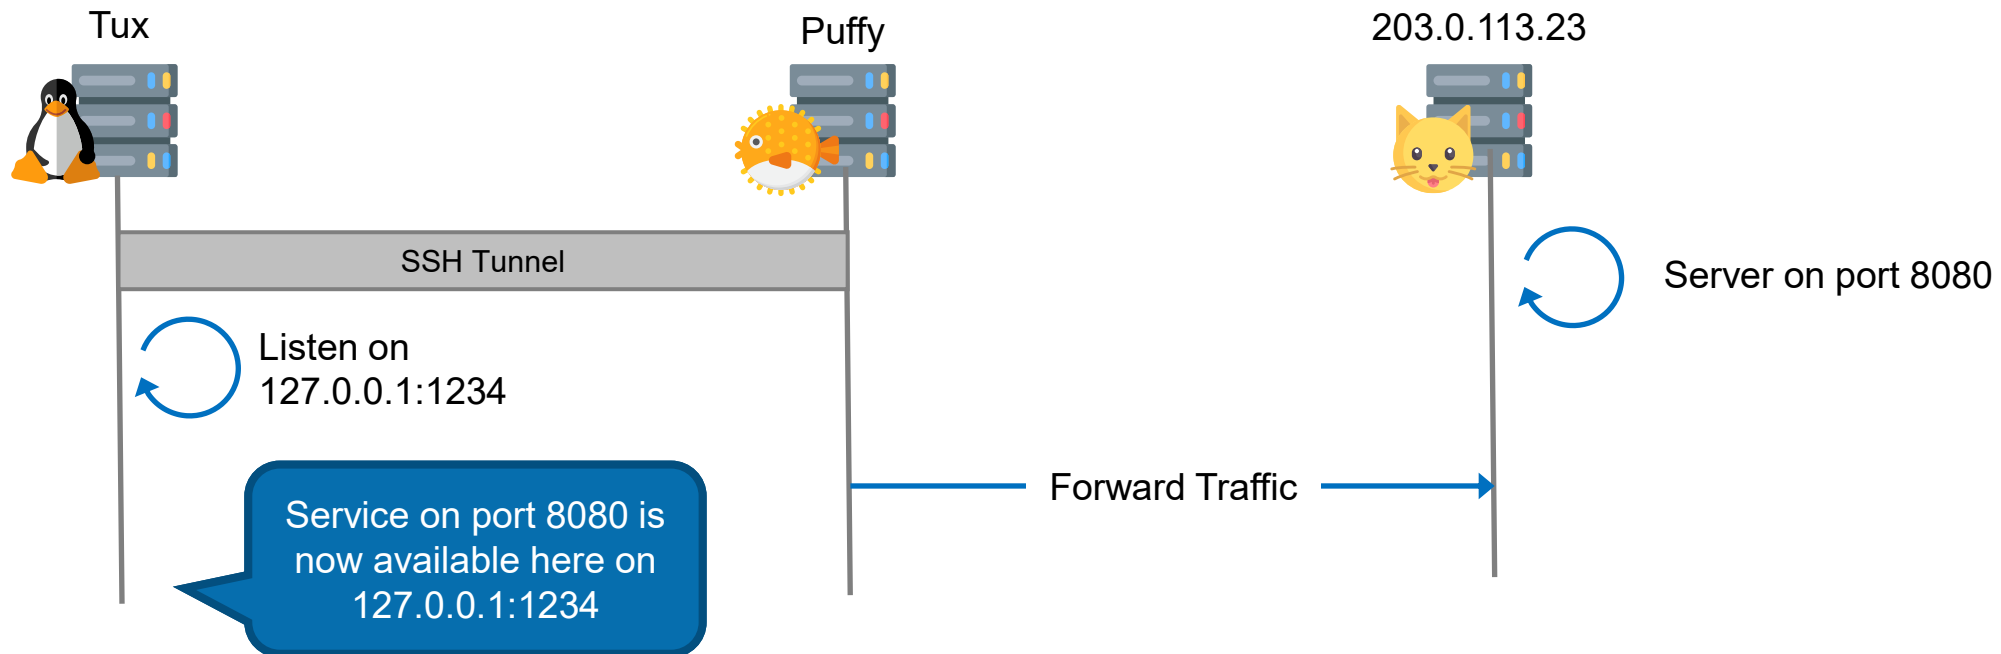 Tux
Puffy
203.0.113.23
SSH Tunnel
Server on port 8080
Listen on
127.0.0.1:1234
Forward Traffic
Service on port 8080 is
now available here on
127.0.0.1:1234